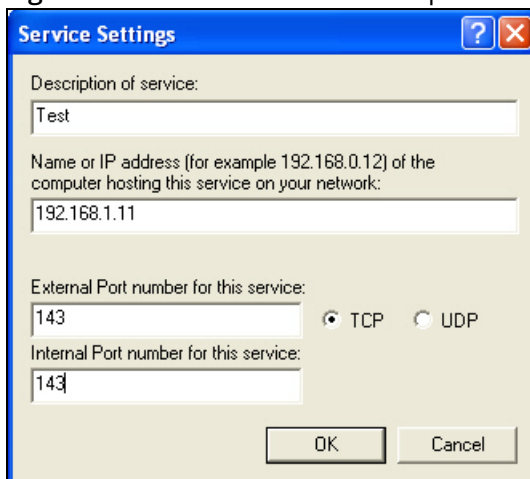 Service Settings
Description of service:
Test
Name or IP address (for example 192.168.0.12) of the
computer hosting this service on your network:
192.168.1.11
External Port number for this service:
143
TCP
UDP
Internal Port number for this service:
143
OK
Cancel